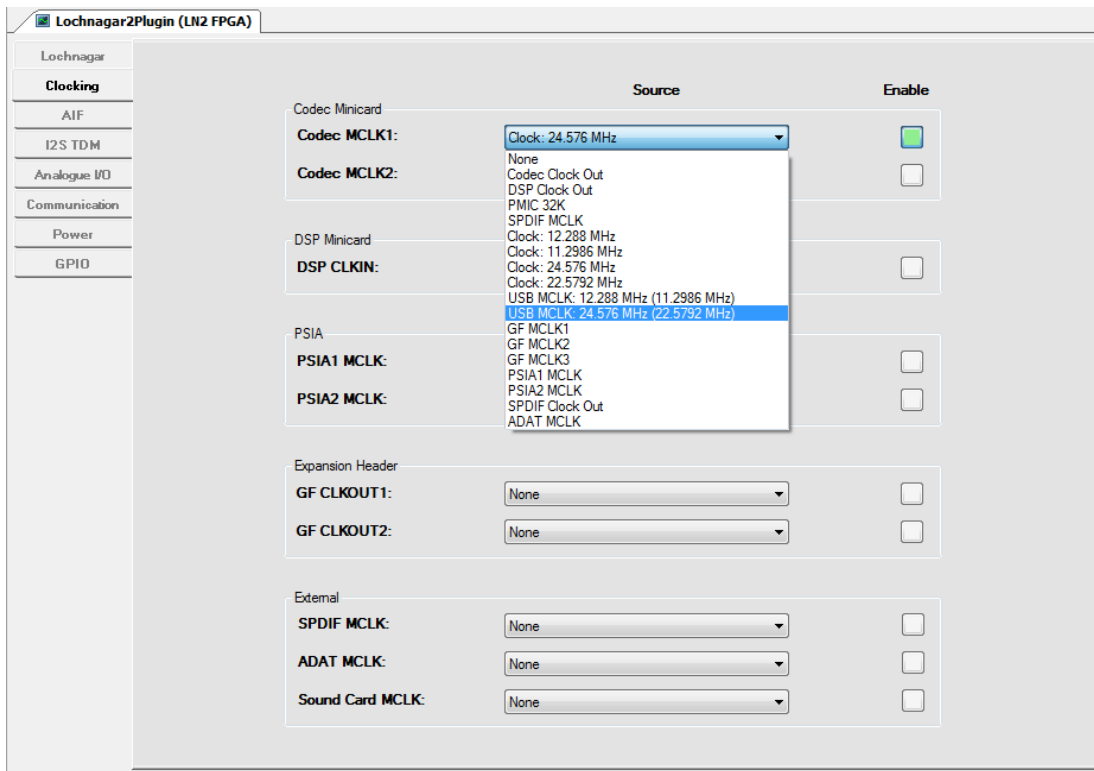 Lochnagar2Plugin (LN2 FPGA)
Lochnagar
Clocking
AIF
I2S TDM
Analogue I/O
Communication
Power
GPIO
Source Enable
Codec Minicard
Codec MCLK1: Clock: 24.576 MHz
None
Codec MCLK2: Codec Clock Out
DSP Clock Out
PMIC 32K
SPDIF MCLK
DSP Minicard Clock: 12.288 MHz
Clock: 11.2986 MHz
DSP CLKIN: Clock: 24.576 MHz
Clock: 22.5792 MHz
USB MCLK: 12.288 MHz (11.2986 MHz)
USB MCLK: 24.576 MHz (22.5792 MHz)
PSIA GF MCLK1
GF MCLK2
PSIA1 MCLK: GF MCLK3
PSIA1 MCLK
PSIA2 MCLK: PSIA2 MCLK
SPDIF Clock Out
ADAT MCLK
Expansion Header
GF CLKOUT1: None
GF CLKOUT2: None
External
SPDIF MCLK: None
ADAT MCLK: None
Sound Card MCLK: None